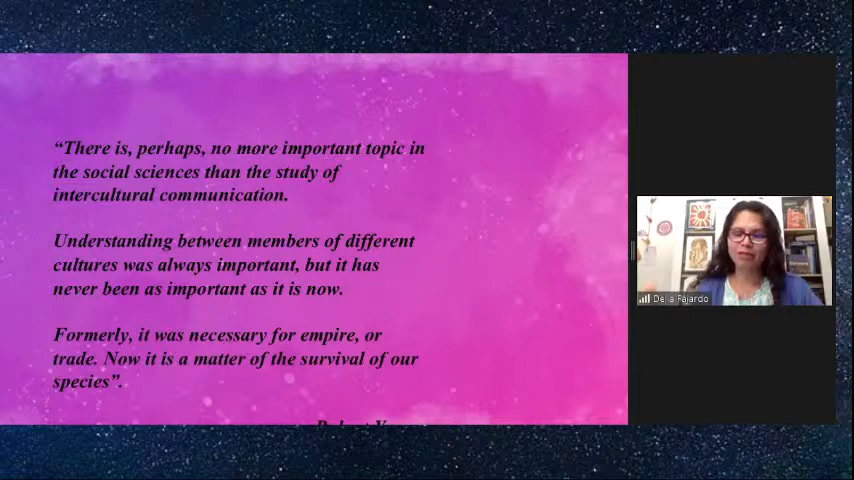 “There is, perhaps, no more important topic in
the social sciences than the study of
intercultural communication.
Understanding between members of different
cultures was always important, but it has
never been as important as it is now.
Formerly, it was necessary for empire, or
trade. Now it is a matter of the survival of our
species”.
Delia Fajardo